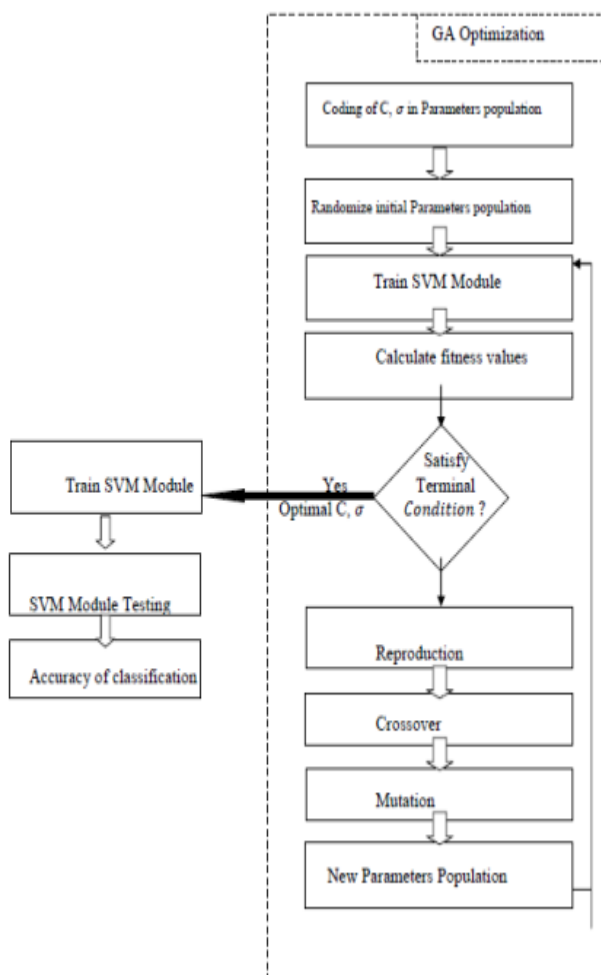 GA Optimization
Coding of C, σ in Parameters population
Randomize initial Parameters population
Train SVM Module
Calculate fitness values
Satisfy
Terminal
Condition ?
Yes
Optimal C, σ
Train SVM Module
SVM Module Testing
Accuracy of classification
Reproduction
Crossover
Mutation
New Parameters Population